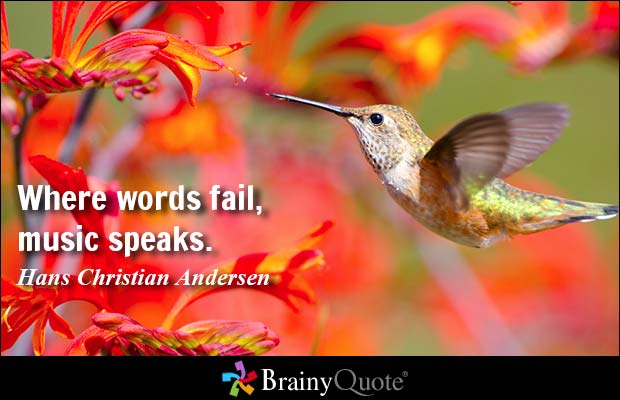 Where words fail,
music speaks.
Hans Christian Andersen
BrainyQuote®